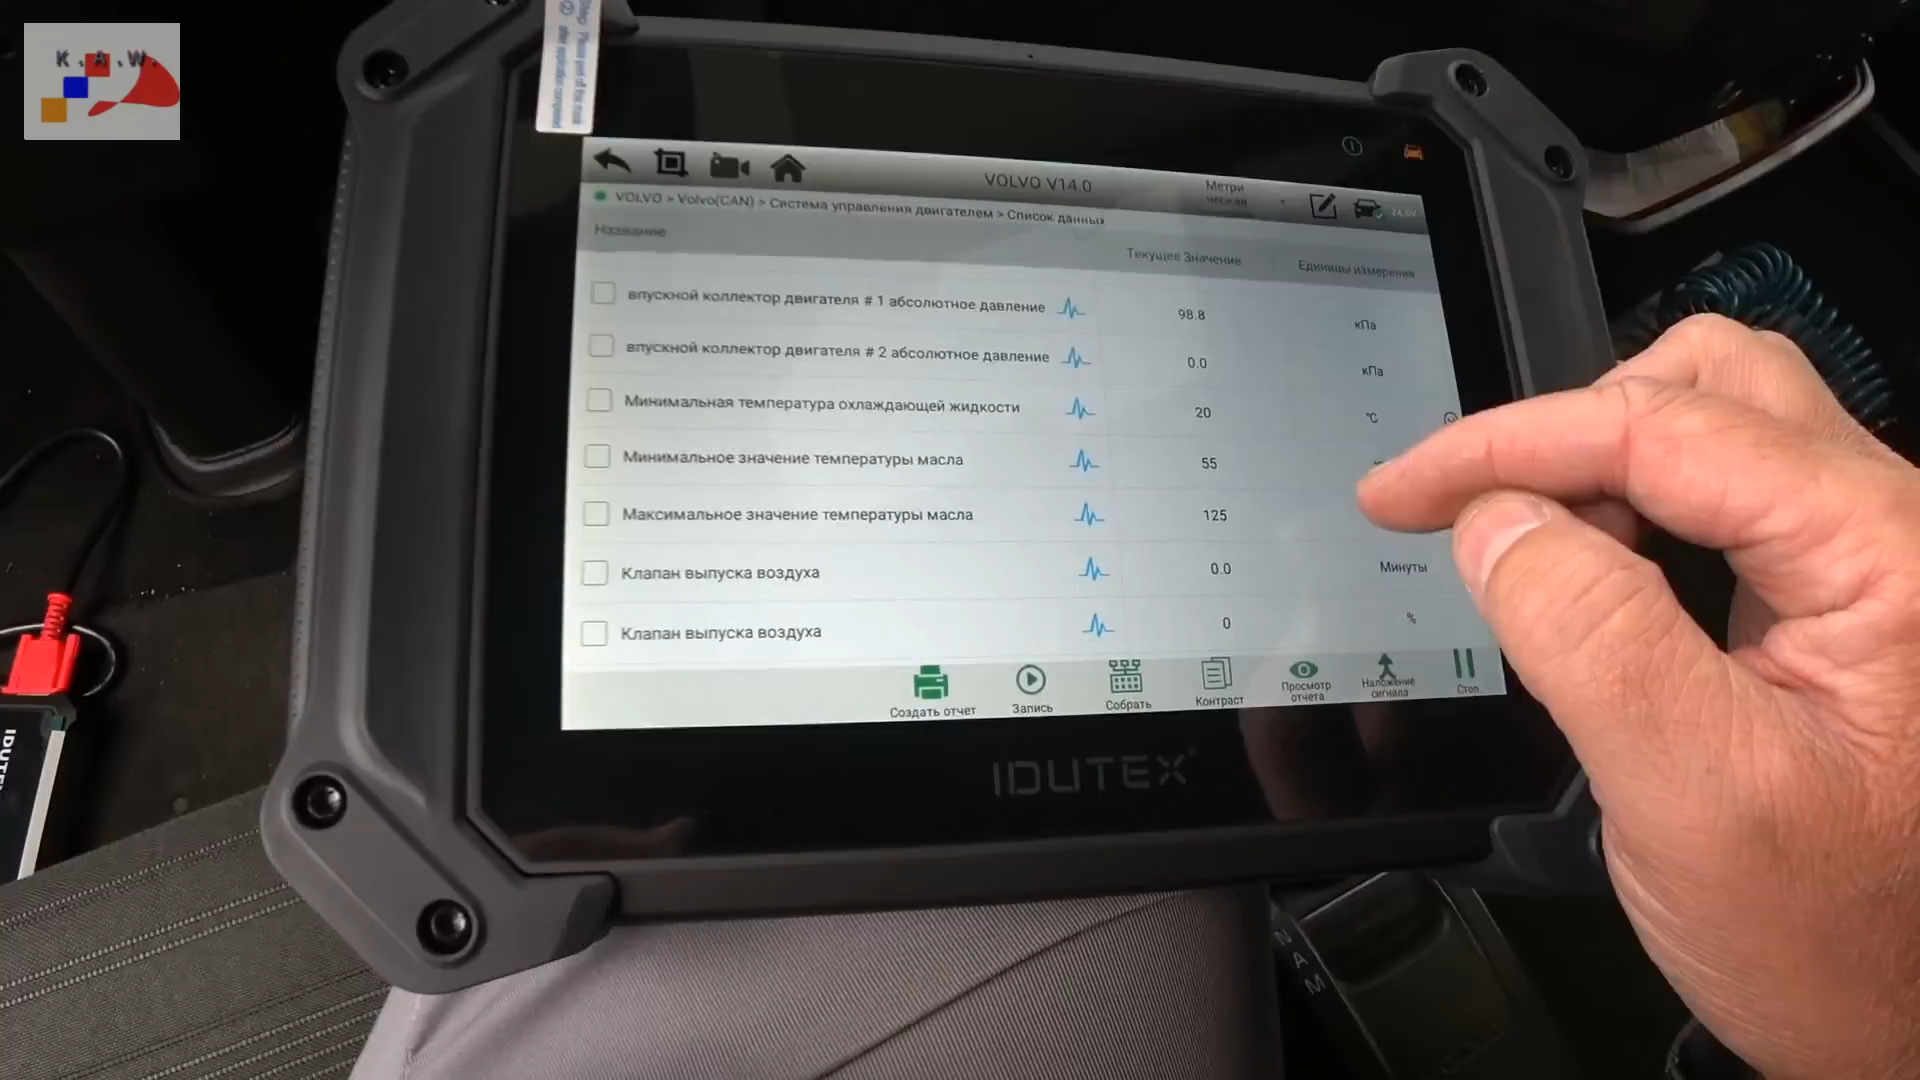 K.A.W.
VOLVO V14.0
Метри
ческий
VOLVO > Volvo(CAN) > Система управления двигателем > Список данных
Название
Текущее Значение
Единицы измерения
впускной коллектор двигателя # 1 абсолютное давление 98.8 кПа
впускной коллектор двигателя # 2 абсолютное давление 0.0 кПа
Минимальная температура охлаждающей жидкости 20 ℃
Минимальное значение температуры масла 55
Максимальное значение температуры масла 125
Клапан выпуска воздуха 0.0 Минуты
Клапан выпуска воздуха 0 %
Создать отчет
Запись
Собрать
Контраст
Просмотр
отчета
Наложение
сигнала
Стоп
IDUTEX
N
A
M